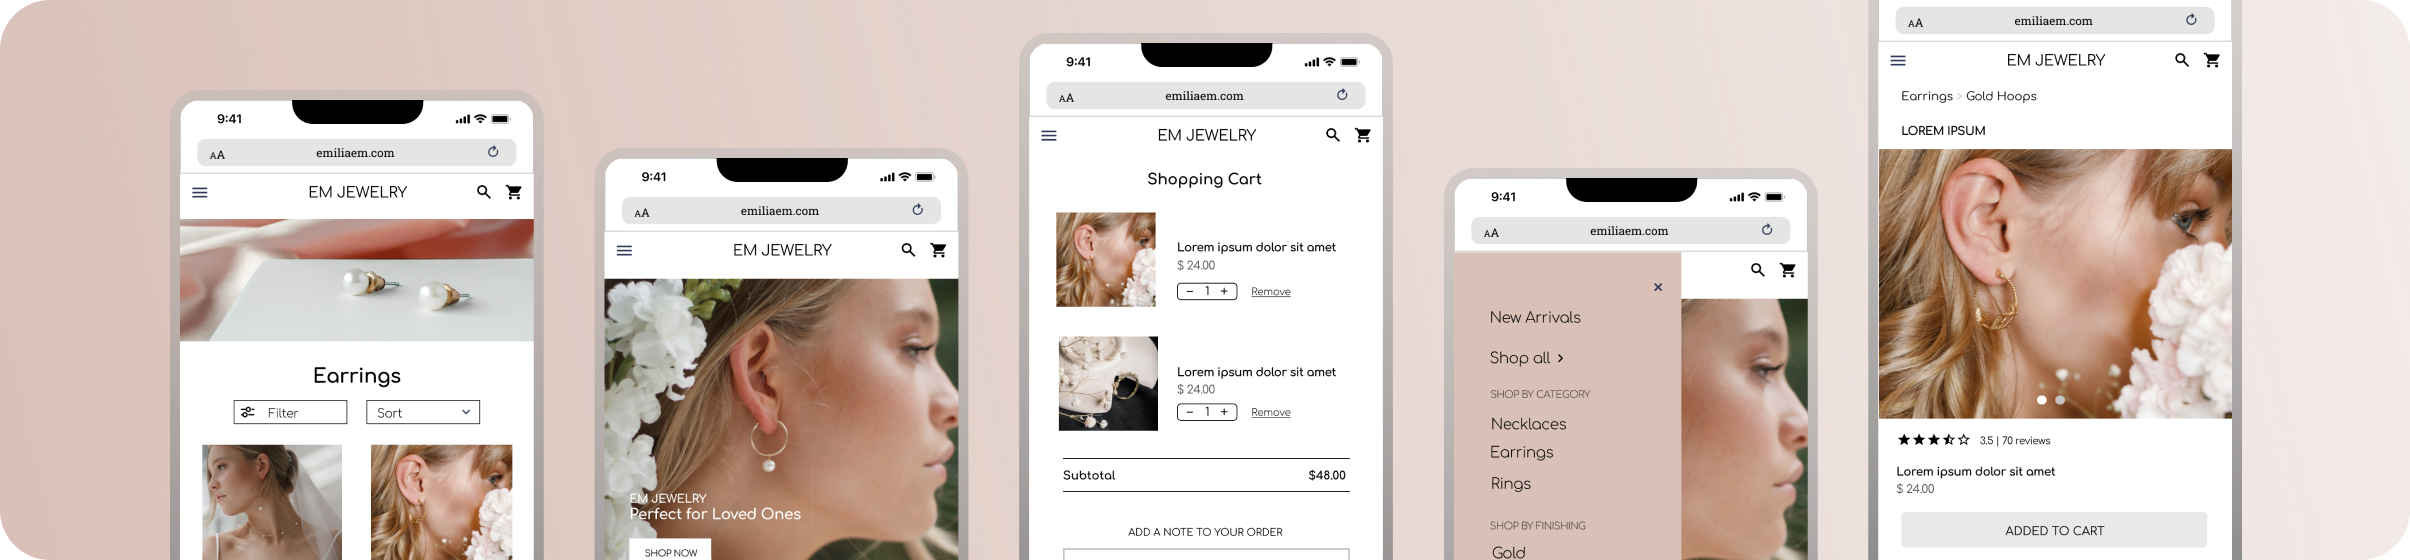 9:41
AA emiliaem.com
EM JEWELRY
Earrings
Filter Sort
9:41
AA emiliaem.com
EM JEWELRY
EM JEWELRY
Perfect for Loved Ones
SHOP NOW
9:41
AA emiliaem.com
EM JEWELRY
Shopping Cart
Lorem ipsum dolor sit amet
$ 24.00
− 1 + Remove
Lorem ipsum dolor sit amet
$ 24.00
− 1 + Remove
Subtotal $48.00
ADD A NOTE TO YOUR ORDER
9:41
AA emiliaem.com
New Arrivals
Shop all >
SHOP BY CATEGORY
Necklaces
Earrings
Rings
SHOP BY FINISHING
Gold
AA emiliaem.com
EM JEWELRY
Earrings > Gold Hoops
LOREM IPSUM
3.5 | 70 reviews
Lorem ipsum dolor sit amet
$ 24.00
ADDED TO CART